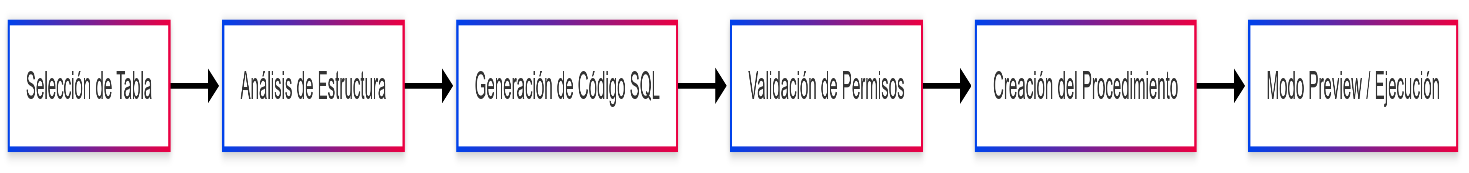 Selección de Tabla
Análisis de Estructura
Generación de Código SQL
Validación de Permisos
Creación del Procedimiento
Modo Preview / Ejecución